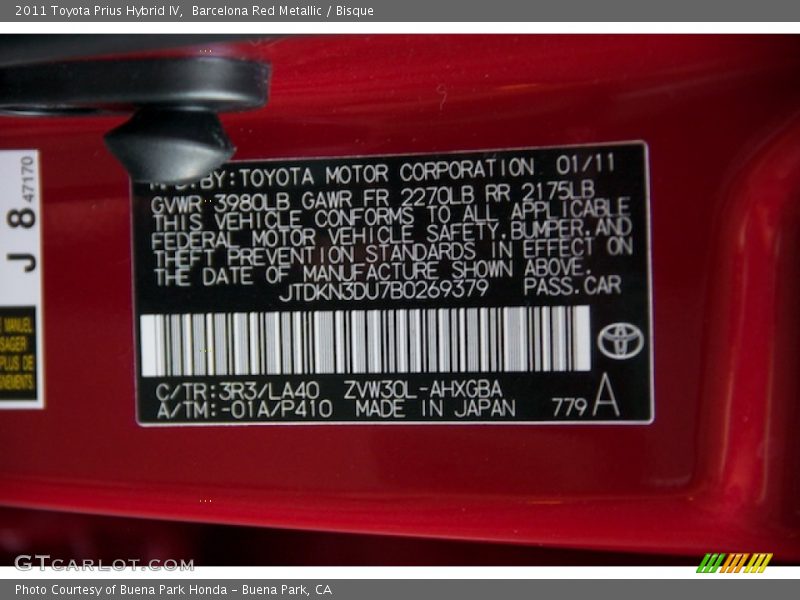 2011 Toyota Prius Hybrid IV,  Barcelona Red Metallic / Bisque
BY:TOYOTA MOTOR CORPORATION 01/11
GVWR 3980LB GAWR FR 2270LB RR 2175LB
THIS VEHICLE CONFORMS TO ALL APPLICABLE
FEDERAL MOTOR VEHICLE SAFETY,BUMPER,AND
THEFT PREVENTION STANDARDS IN EFFECT ON
THE DATE OF MANUFACTURE SHOWN ABOVE.
JTDKN3DU7B0269379 PASS.CAR
C/TR:3R3/LA40 ZVW30L-AHXGBA
A/TM:-01A/P410 MADE IN JAPAN 779 A
J 8 47170
MANUEL
PLUS DE
GTCARLOT.COM
Photo Courtesy of Buena Park Honda – Buena Park, CA